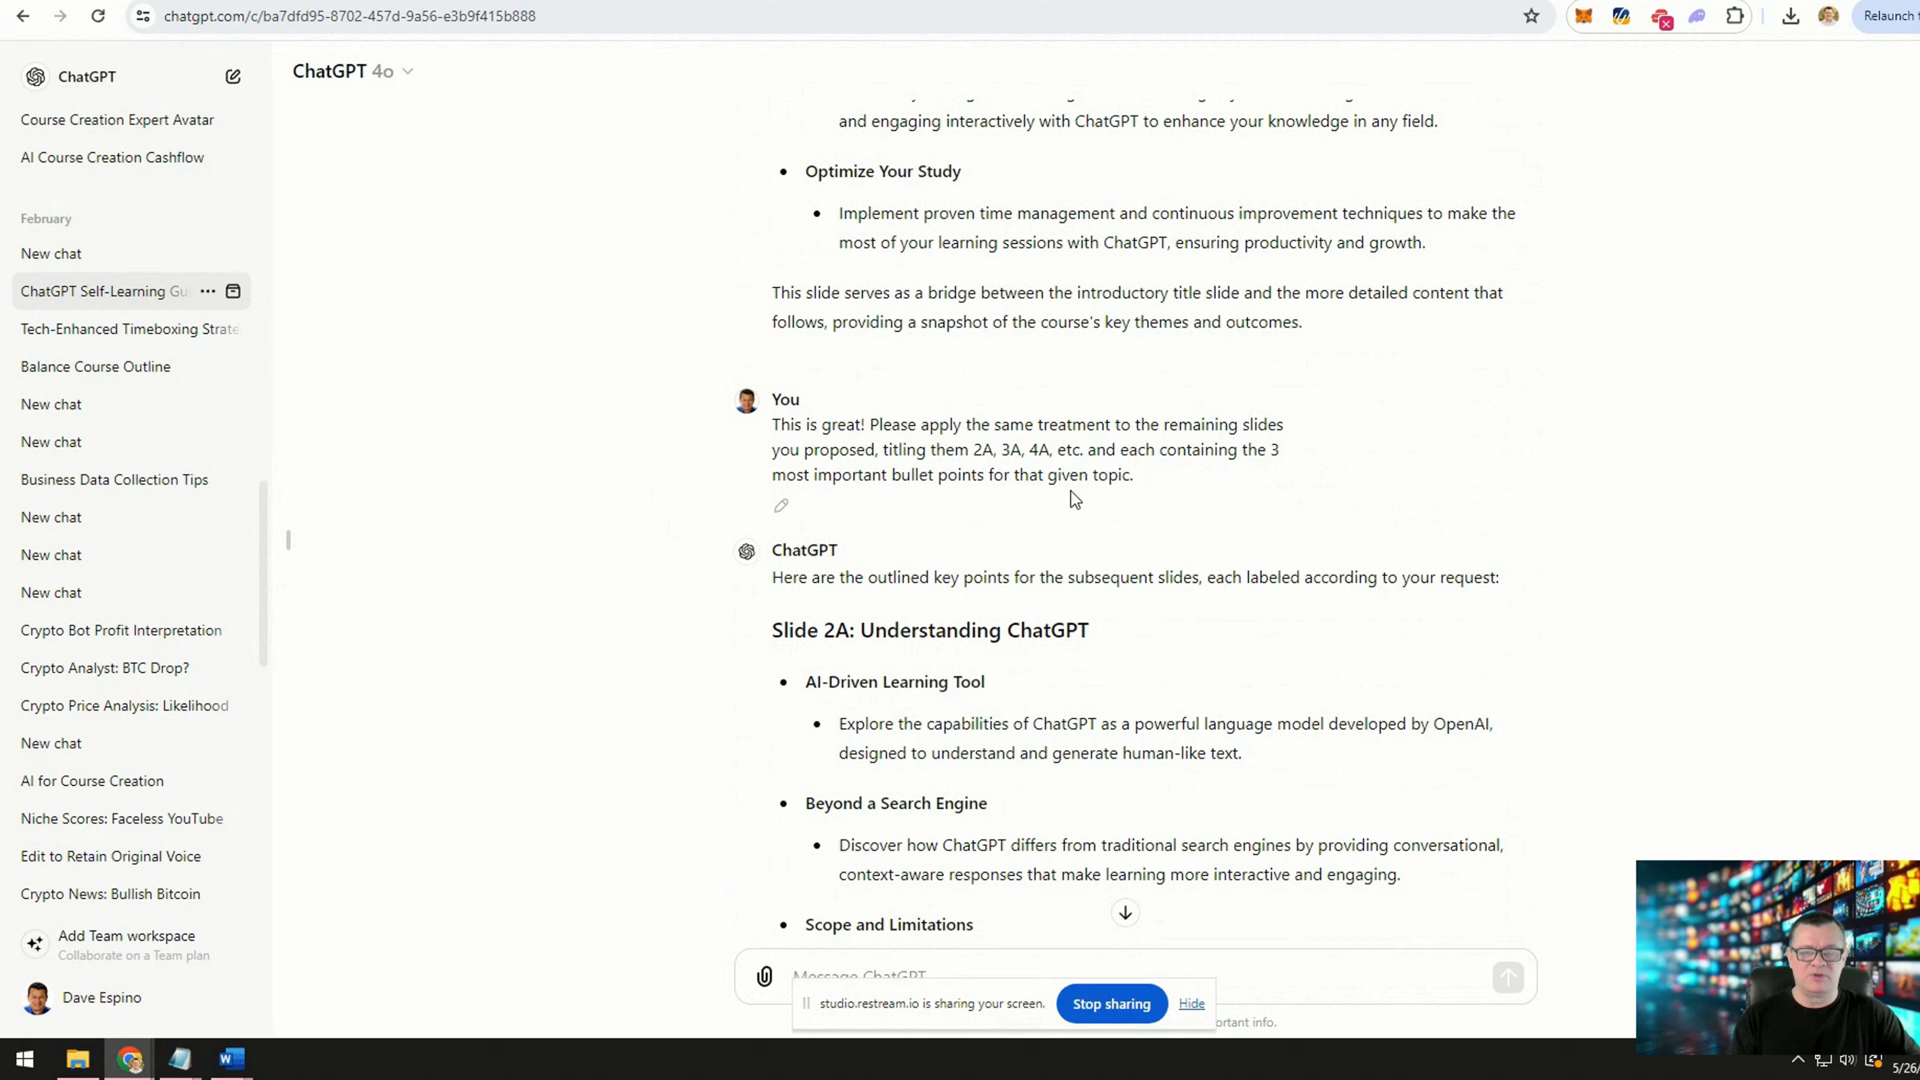 chatgpt.com/c/ba7dfd95-8702-457d-9a56-e3b9f415b888
Relaunch
ChatGPT
Course Creation Expert Avatar
AI Course Creation Cashflow
February
New chat
ChatGPT Self-Learning Gu
Tech-Enhanced Timeboxing Strate
Balance Course Outline
New chat
New chat
Business Data Collection Tips
New chat
New chat
New chat
Crypto Bot Profit Interpretation
Crypto Analyst: BTC Drop?
Crypto Price Analysis: Likelihood
New chat
AI for Course Creation
Niche Scores: Faceless YouTube
Edit to Retain Original Voice
Crypto News: Bullish Bitcoin
Add Team workspace
Collaborate on a Team plan
Dave Espino
ChatGPT 4o
and engaging interactively with ChatGPT to enhance your knowledge in any field.
Optimize Your Study
Implement proven time management and continuous improvement techniques to make the
most of your learning sessions with ChatGPT, ensuring productivity and growth.
This slide serves as a bridge between the introductory title slide and the more detailed content that
follows, providing a snapshot of the course's key themes and outcomes.
You
This is great! Please apply the same treatment to the remaining slides
you proposed, titling them 2A, 3A, 4A, etc. and each containing the 3
most important bullet points for that given topic.
ChatGPT
Here are the outlined key points for the subsequent slides, each labeled according to your request:
Slide 2A: Understanding ChatGPT
AI-Driven Learning Tool
Explore the capabilities of ChatGPT as a powerful language model developed by OpenAI,
designed to understand and generate human-like text.
Beyond a Search Engine
Discover how ChatGPT differs from traditional search engines by providing conversational,
context-aware responses that make learning more interactive and engaging.
Scope and Limitations
Message ChatGPT
studio.restream.io is sharing your screen.
Stop sharing
Hide
ortant info.
5/26/